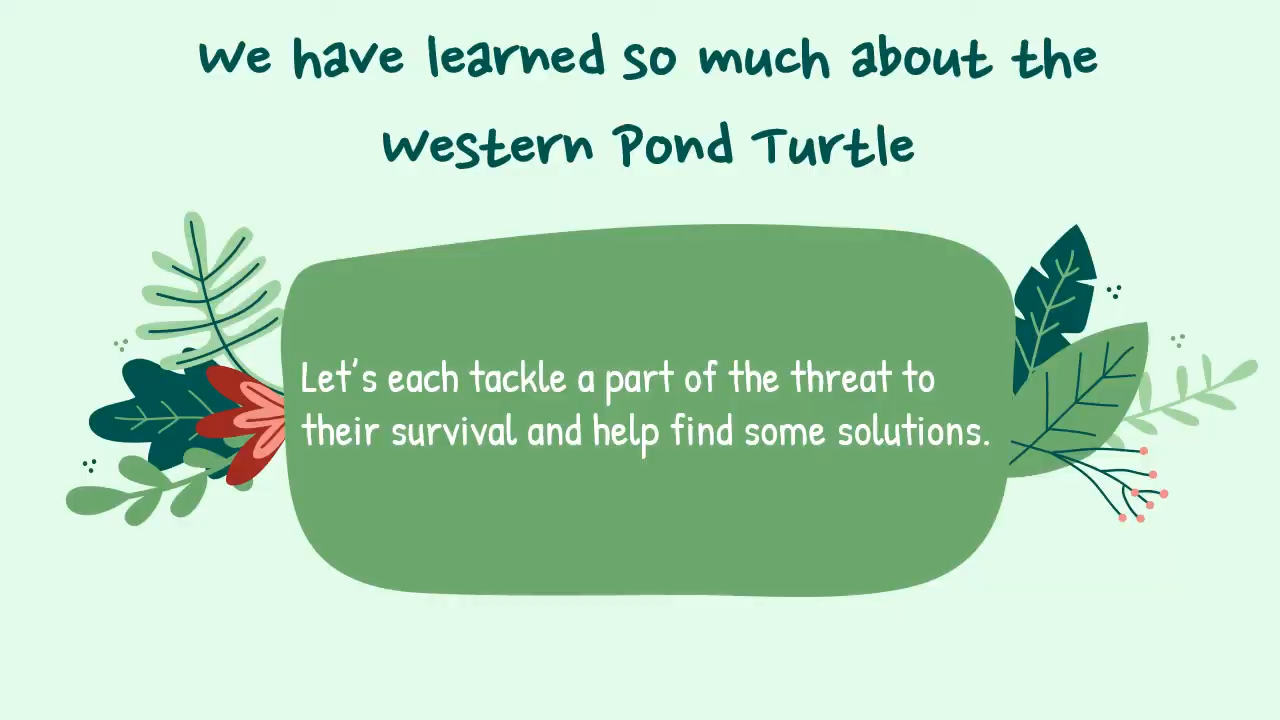 We have learned so much about the
Western Pond Turtle
Let's each tackle a part of the threat to
their survival and help find some solutions.